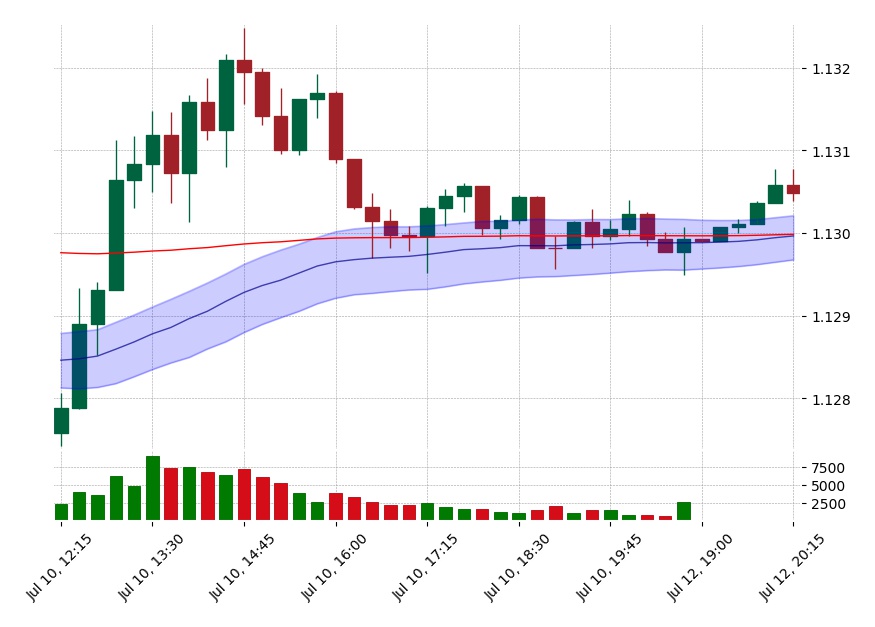 1.132
1.131
1.130
1.129
1.128
7500
5000
2500
Jul 10, 12:15
Jul 10, 13:30
Jul 10, 14:45
Jul 10, 16:00
Jul 10, 17:15
Jul 10, 18:30
Jul 10, 19:45
Jul 12, 19:00
Jul 12, 20:15